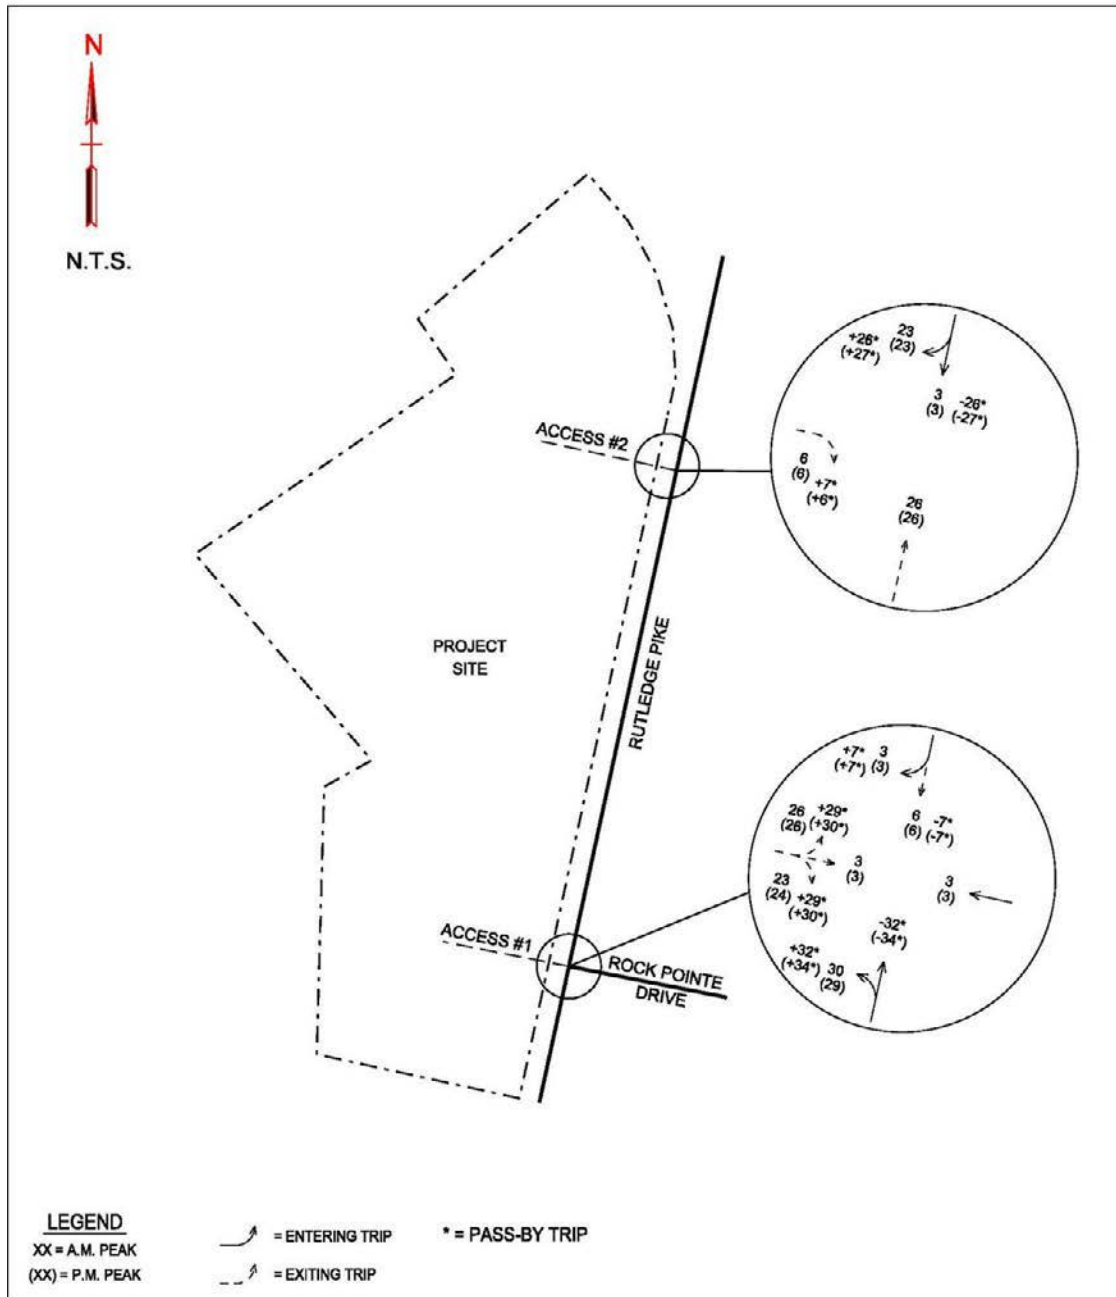 N
N.T.S.
ACCESS #2
PROJECT
SITE
RUTLEDGE PIKE
ACCESS #1
ROCK POINTE
DRIVE
+26* 23
(+27*) (23)
3 -26*
(3) (-27*)
6
(6) +7*
(+6*)
26
(26)
+7* 3
(+7*) (3)
6 -7*
(6) (-7*)
26 +29*
(26) (+30*)
3
(3)
3
(3)
23
(24) +29*
(+30*)
-32*
(-34*)
+32*
(+34*) 30
(29)
LEGEND
XX = A.M. PEAK
(XX) = P.M. PEAK
= ENTERING TRIP
= EXITING TRIP
* = PASS-BY TRIP